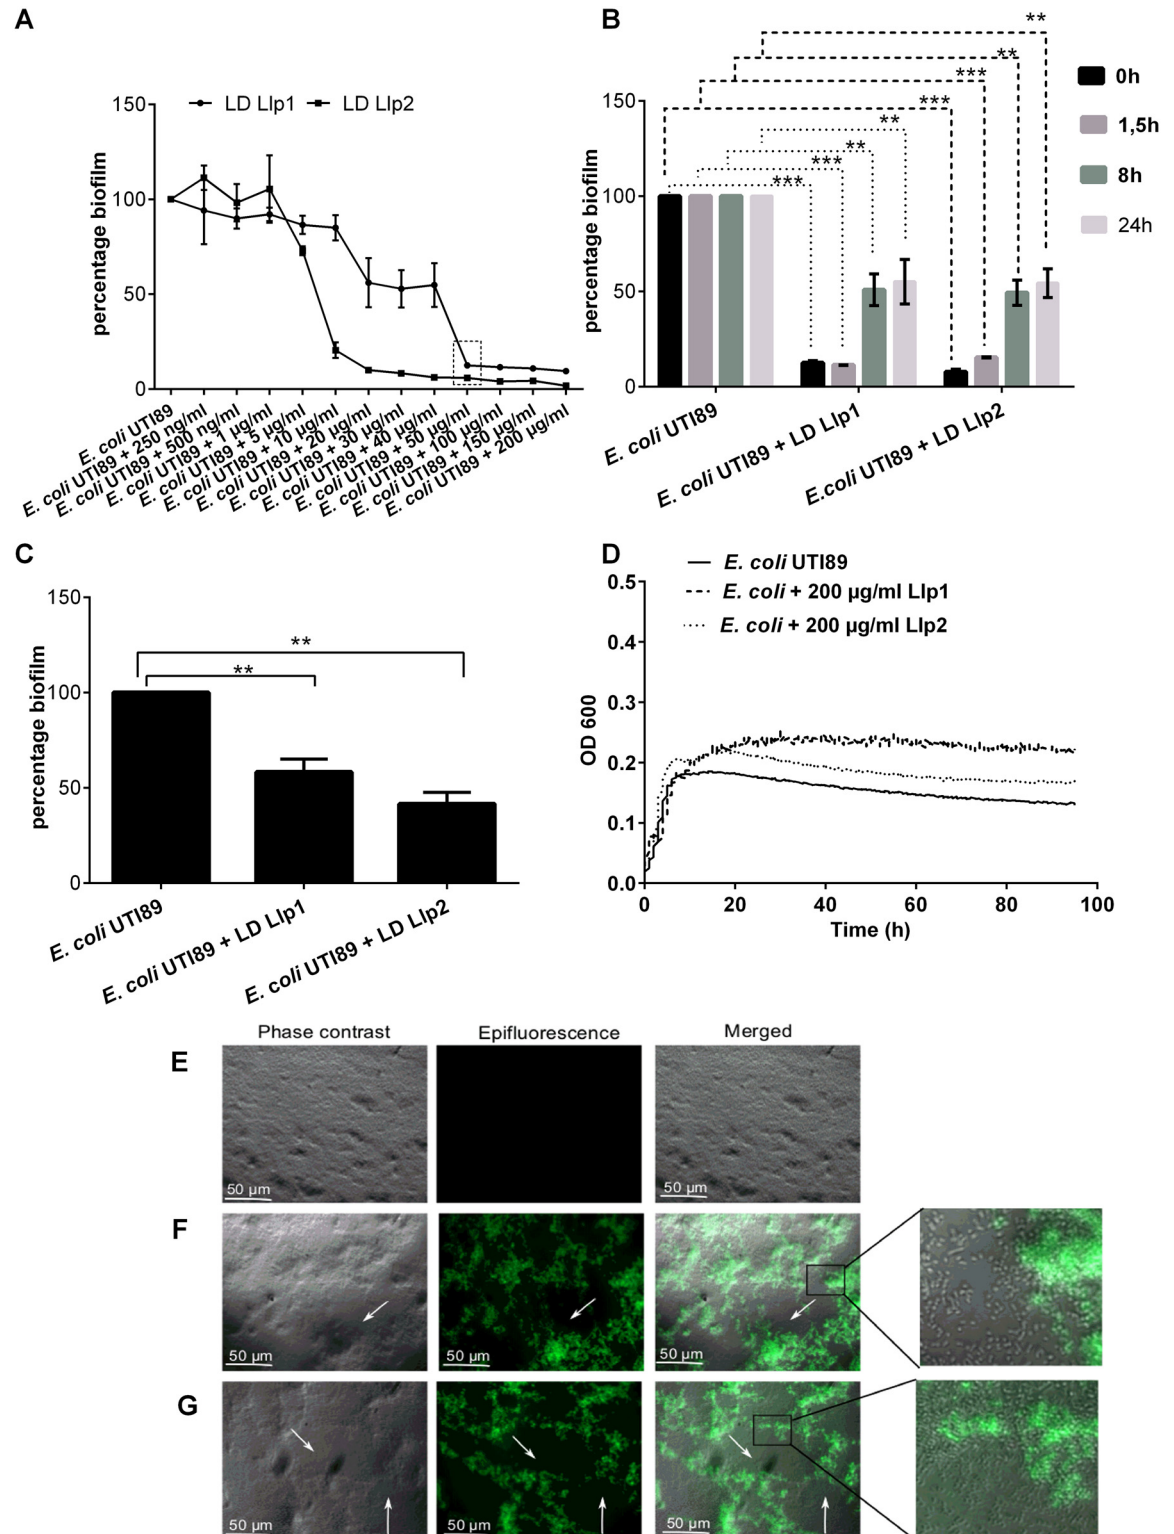 A
LD Llp1 LD Llp2
percentage biofilm
150
100
50
0
E. coli UTI89
E. coli UTI89 + 250 ng/ml
E. coli UTI89 + 500 ng/ml
E. coli UTI89 + 1 µg/ml
E. coli UTI89 + 5 µg/ml
E. coli UTI89 + 10 µg/ml
E. coli UTI89 + 20 µg/ml
E. coli UTI89 + 30 µg/ml
E. coli UTI89 + 40 µg/ml
E. coli UTI89 + 50 µg/ml
E. coli UTI89 + 100 µg/ml
E. coli UTI89 + 150 µg/ml
E. coli UTI89 + 200 µg/ml
B
**
**
***
***
**
**
***
***
0h
1,5h
8h
24h
percentage biofilm
150
100
50
0
E. coli UTI89
E. coli UTI89 + LD Llp1
E.coli UTI89 + LD Llp2
C
**
**
percentage biofilm
150
100
50
0
E. coli UTI89
E. coli UTI89 + LD Llp1
E. coli UTI89 + LD Llp2
D
E. coli UTI89
E. coli + 200 µg/ml Llp1
E. coli + 200 µg/ml Llp2
OD 600
0.5
0.4
0.3
0.2
0.1
0.0
0 20 40 60 80 100
Time (h)
Phase contrast Epifluorescence Merged
E
50 µm
50 µm
F
50 µm
50 µm
50 µm
G
50 µm
50 µm
50 µm